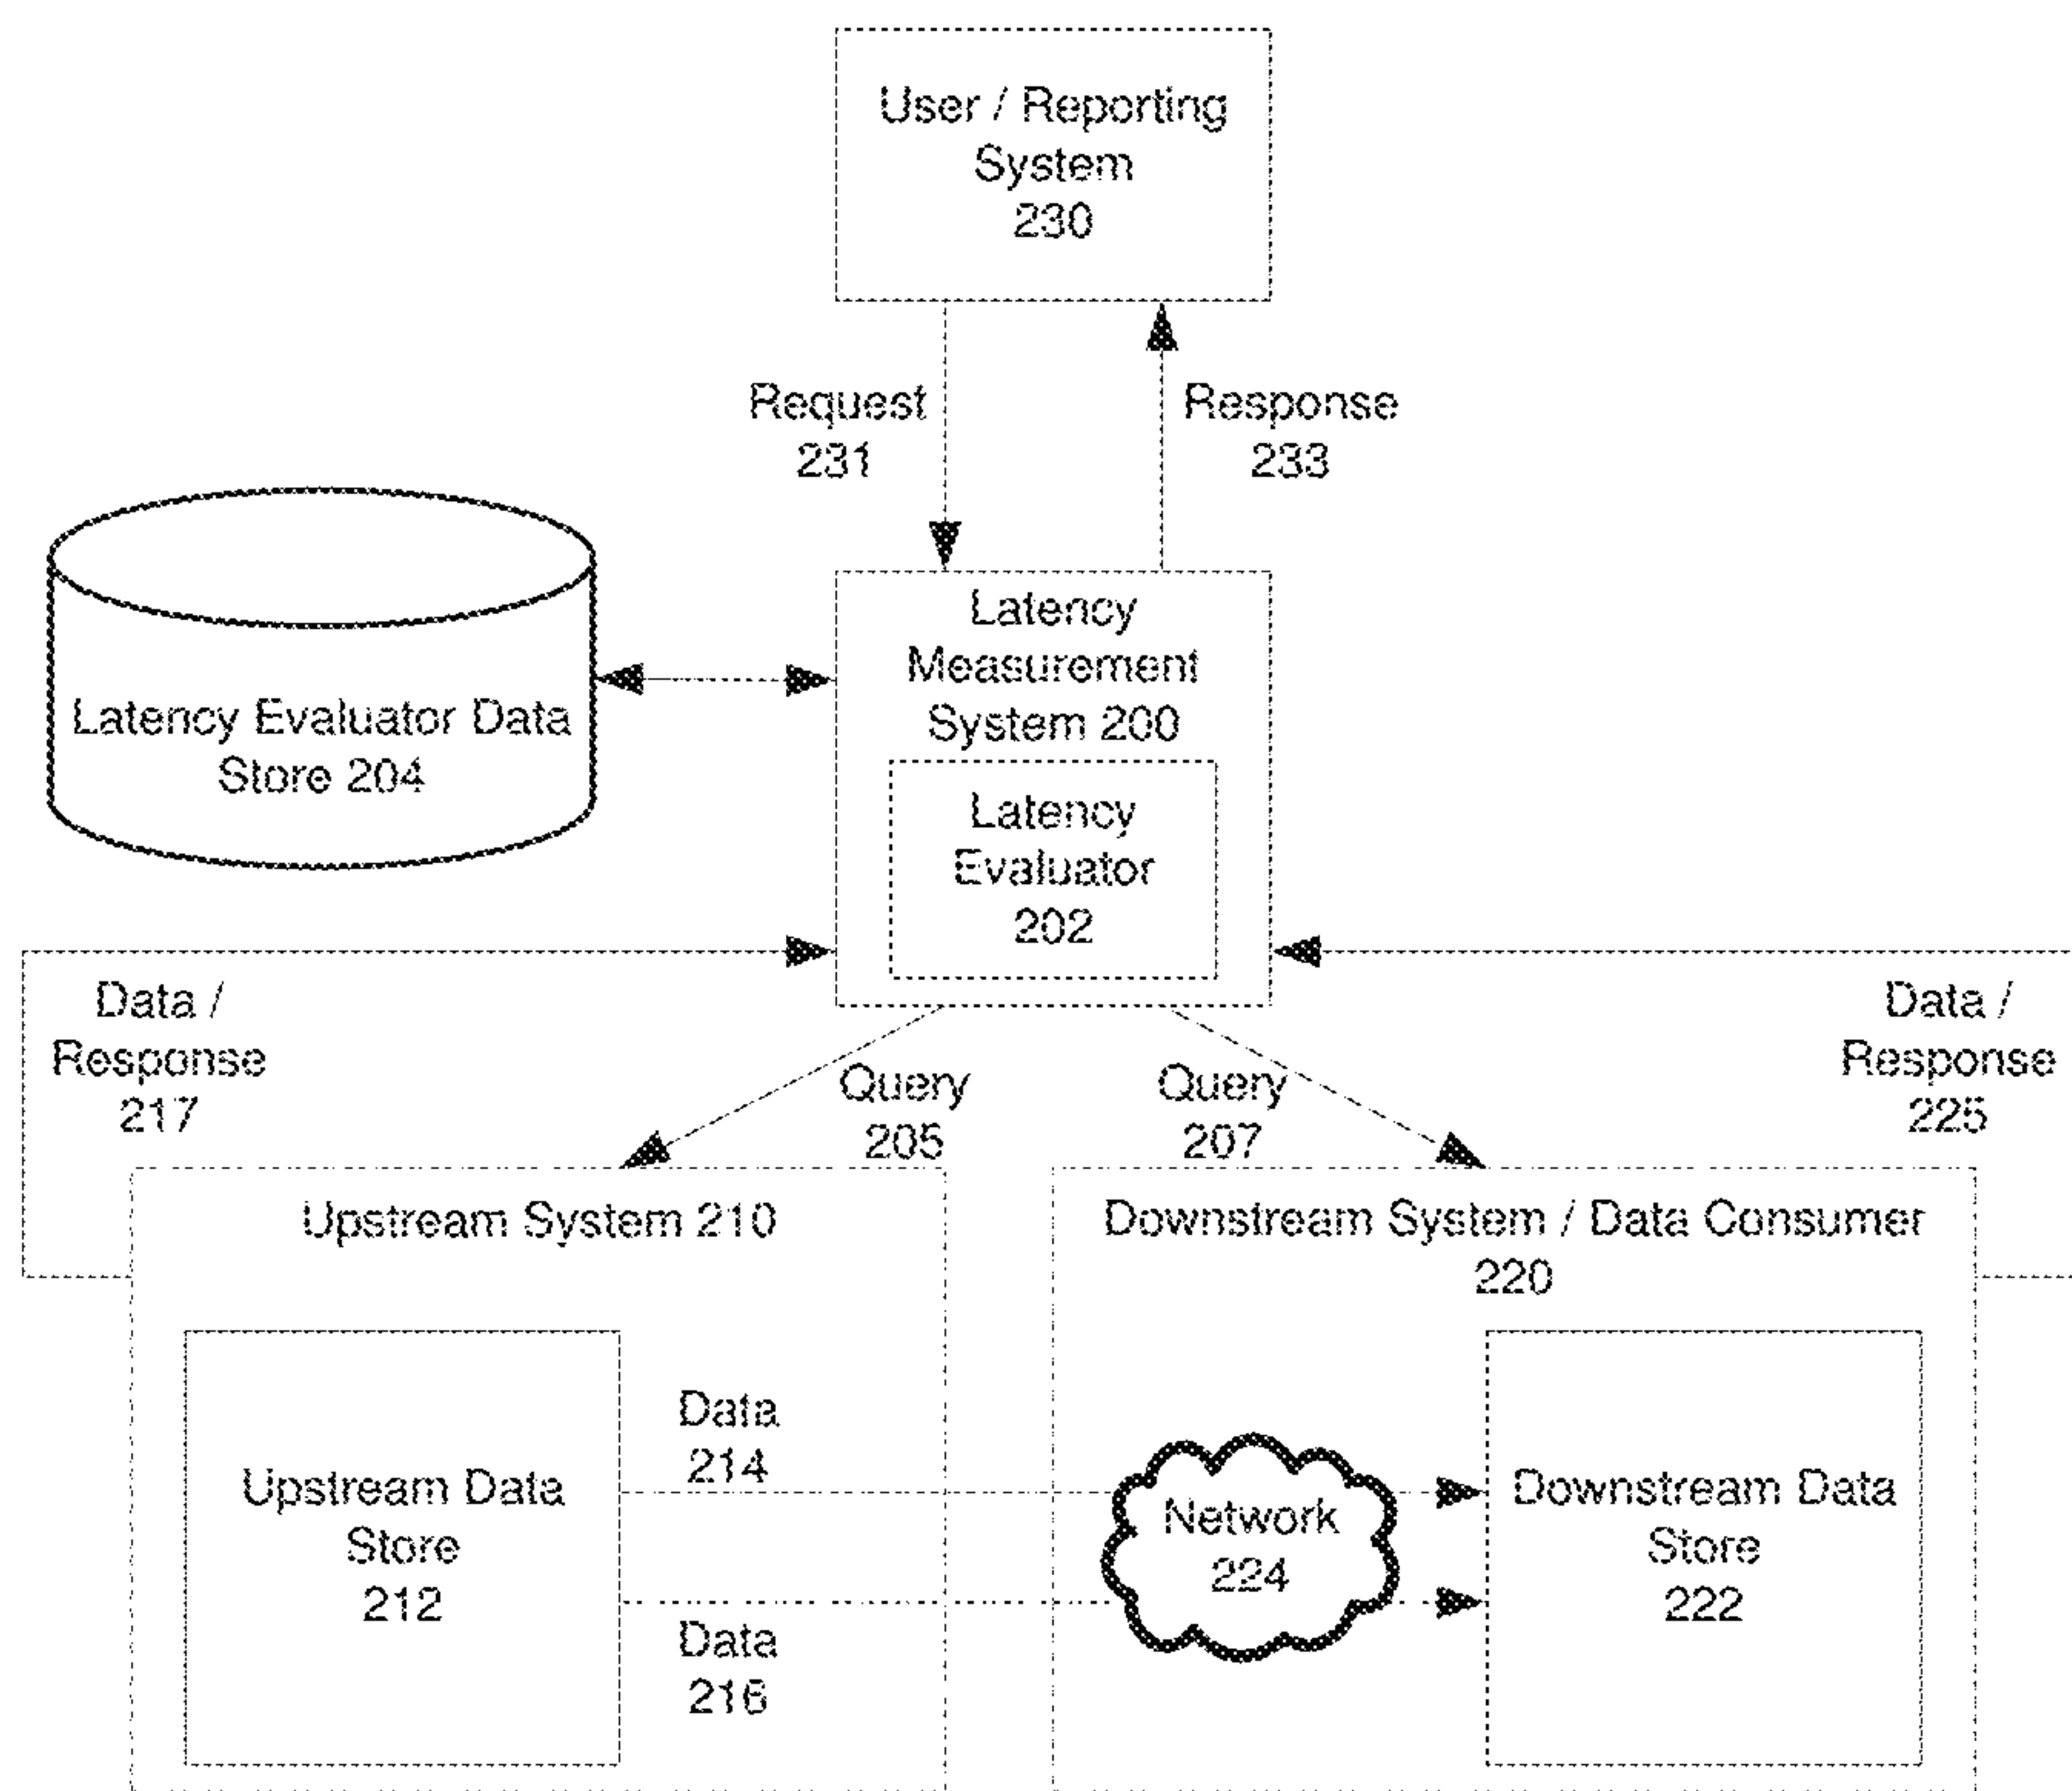 User / Reporting
System
230
Request
231
Response
233
Latency Evaluator Data
Store 204
Latency
Measurement
System 200
Latency
Evaluator
202
Data /
Response
217
Query
205
Query
207
Data /
Response
225
Upstream System 210
Downstream System / Data Consumer
220
Upstream Data
Store
212
Data
214
Data
216
Network
224
Downstream Data
Store
222